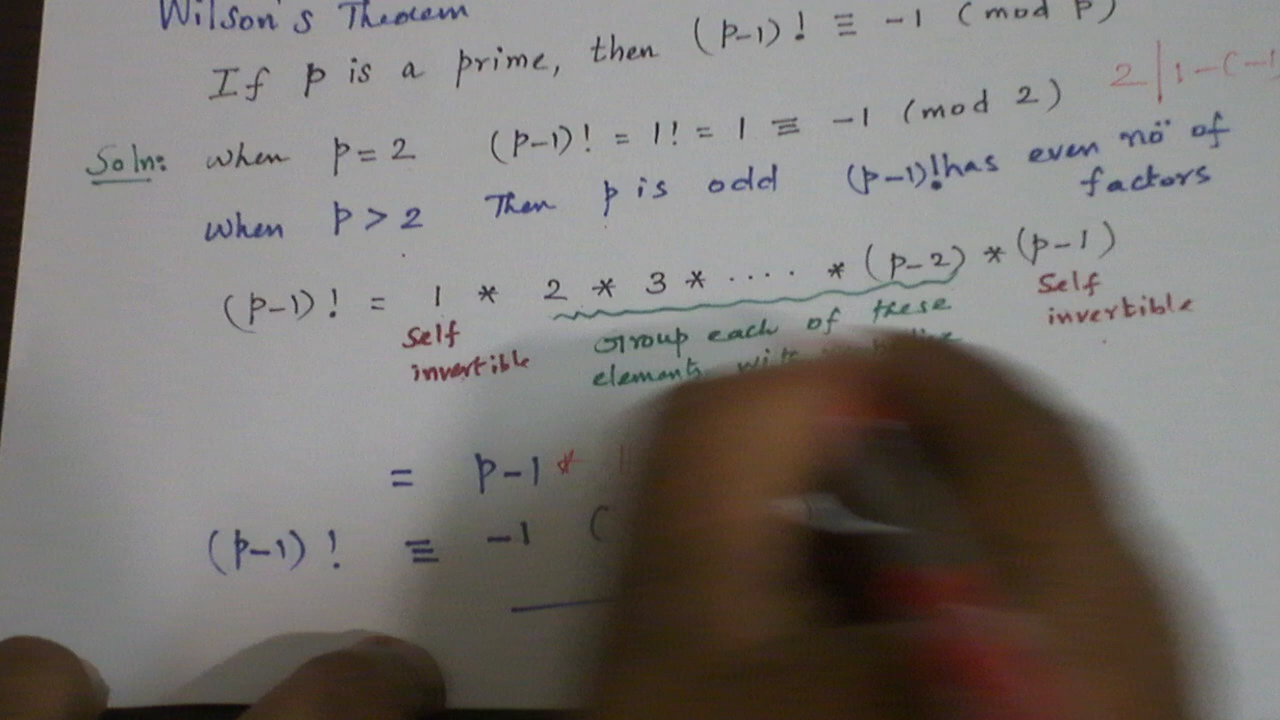 Wilson's Theorem
If p is a prime, then (p-1)! ≡ -1 (mod p)
Soln: when p = 2 (p-1)! = 1! = 1 ≡ -1 (mod 2) 2 | 1-(-1
when p > 2 Then p is odd (p-1)! has even no of
factors
(p-1)! = 1 * 2 * 3 * .... * (p-2) * (p-1)
Self invertible Group each of these Self invertible
elements with
= p-1 *
(p-1)! ≡ -1 (